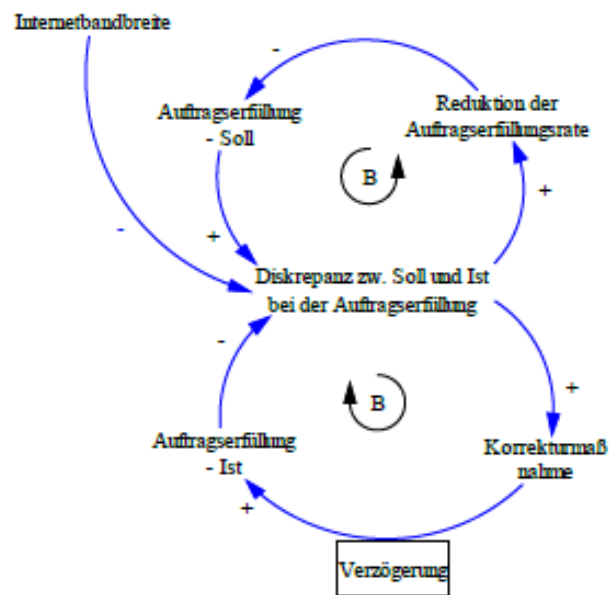 Internetbandbreite
-
Auftragserfüllung
- Soll
Reduktion der
Auftragserfüllungsrate
B
+
+
-
Diskrepanz zw. Soll und Ist
bei der Auftragserfüllung
-
B
+
Auftragserfüllung
- Ist
Korrekturmaß
nahme
+
Verzögerung